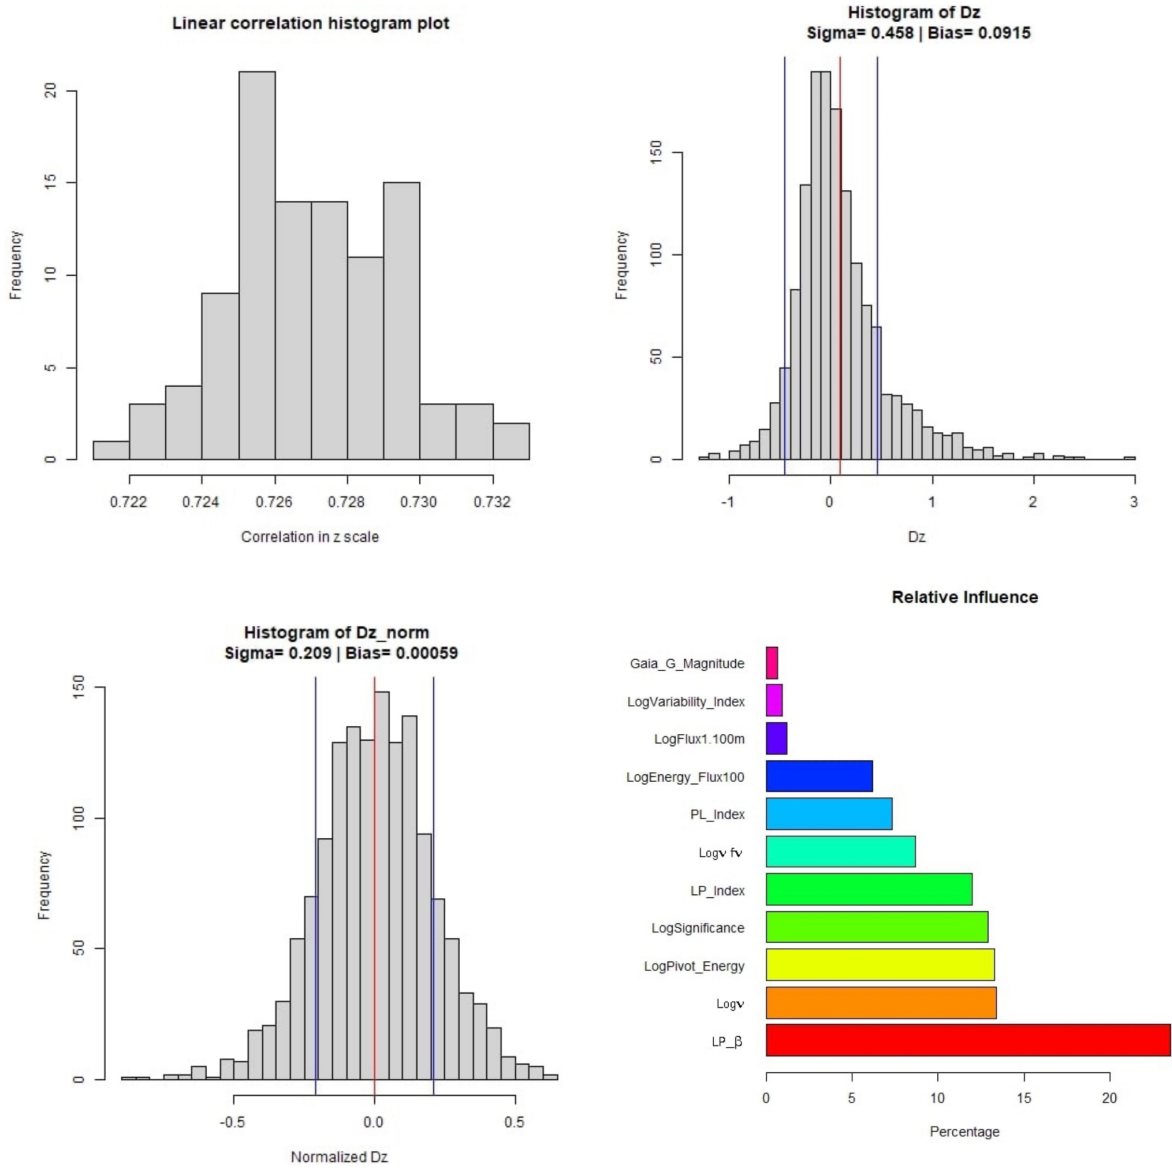 Linear correlation histogram plot
Frequency
0
5
10
15
20
0.722
0.724
0.726
0.728
0.730
0.732
Correlation in z scale
Histogram of Dz
Sigma= 0.458 | Bias= 0.0915
Frequency
0
50
100
150
-1
0
1
2
3
Dz
Histogram of Dz_norm
Sigma= 0.209 | Bias= 0.00059
Frequency
0
50
100
150
-0.5
0.0
0.5
Normalized Dz
Relative Influence
Gaia_G_Magnitude
LogVariability_Index
LogFlux1.100m
LogEnergy_Flux100
PL_Index
Logν fν
LP_Index
LogSignificance
LogPivot_Energy
Logν
LP_β
0
5
10
15
20
Percentage